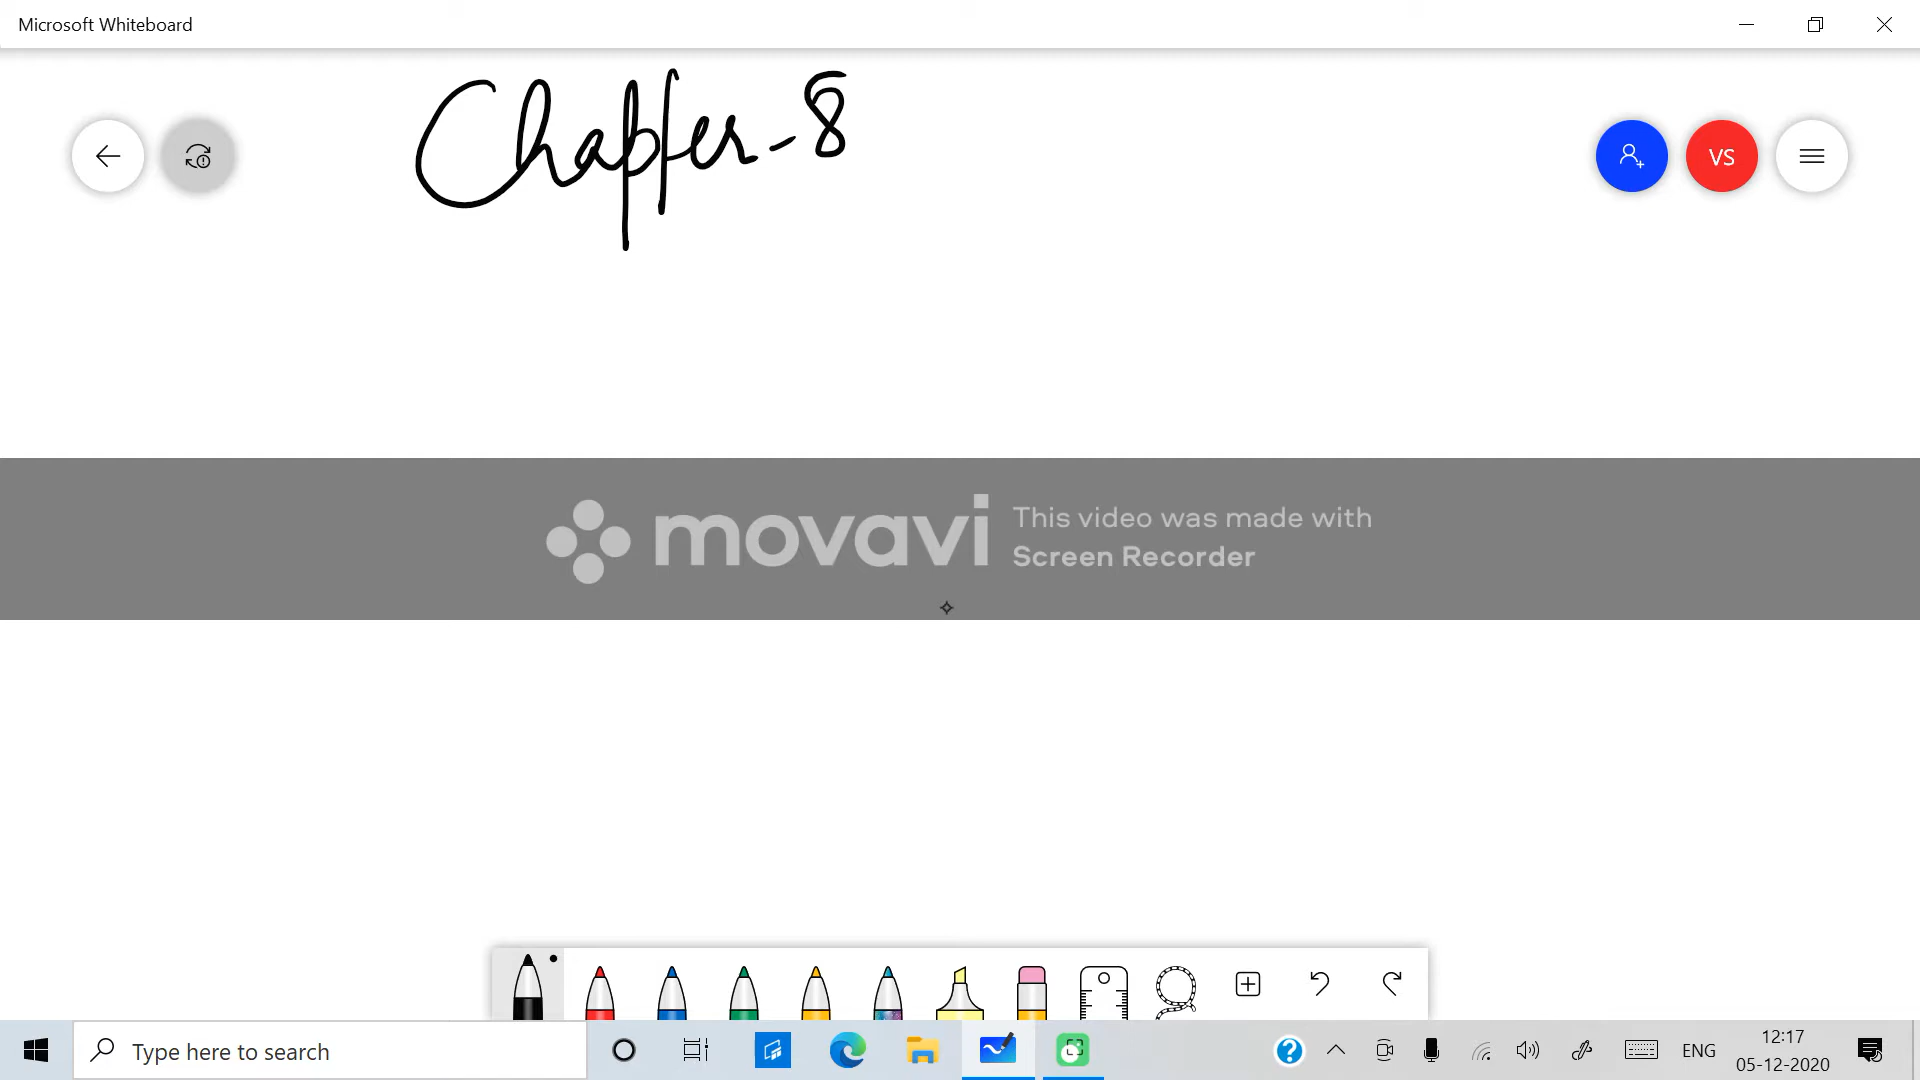 Microsoft Whiteboard
Chapter-8
VS
movavi
This video was made with
Screen Recorder
Type here to search
ENG
12:17
05-12-2020